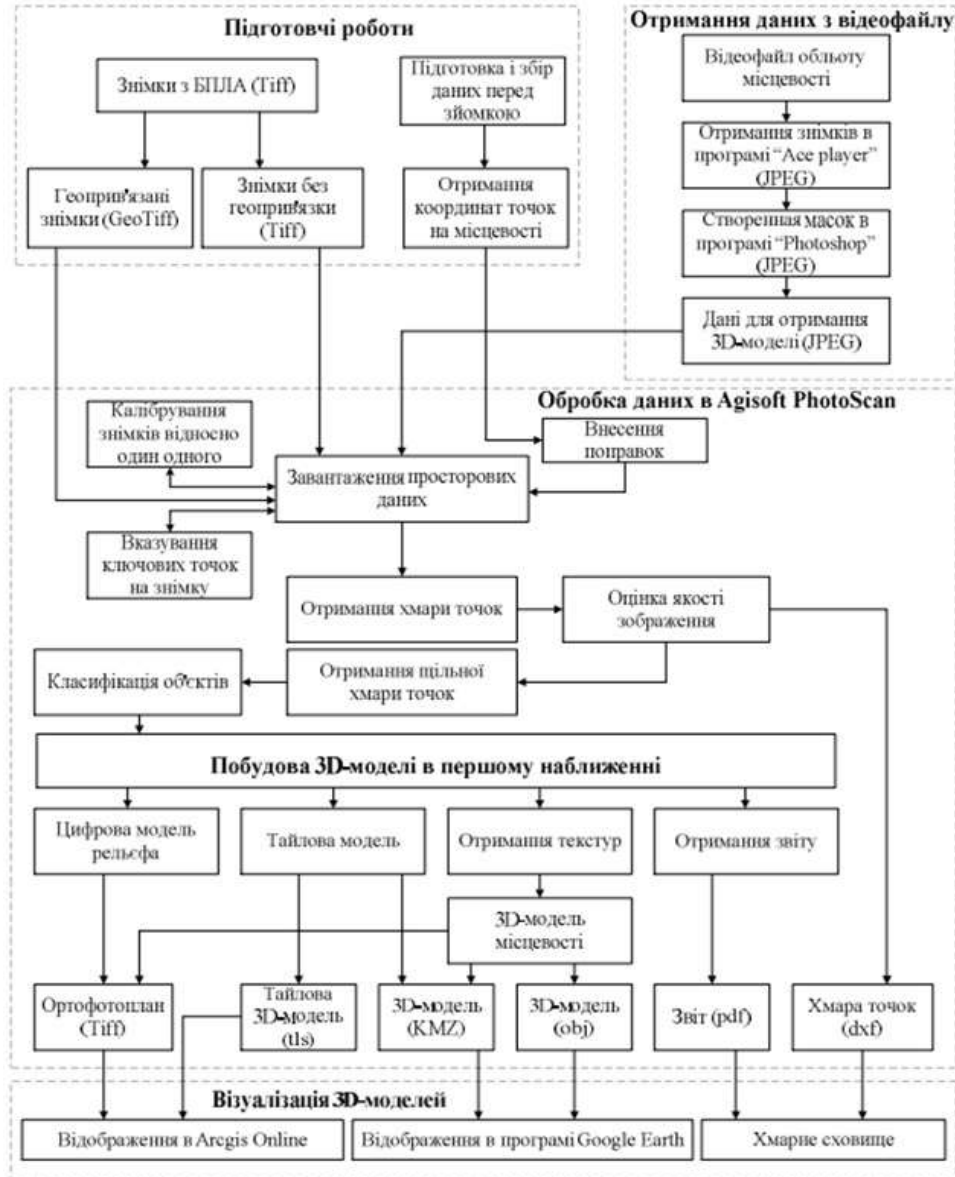 Підготовчі роботи
Знімки з БПЛА (Tiff)
Підготовка і збір
даних перед
зйомкою
Геоприв'язані
знімки (GeoTiff)
Знімки без
геоприв'язки
(Tiff)
Отримання
координат точок
на місцевості
Отримання даних з відеофайлу
Відеофайл обльоту
місцевості
Отримання знімків в
програмі “Ace player”
(JPEG)
Створенная масок в
програмі “Photoshop”
(JPEG)
Дані для отримання
3D-моделі (JPEG)
Обробка даних в Agisoft PhotoScan
Калібрування
знімків відносно
один одного
Внесення
поправок
Завантаження просторових
даних
Вказування
ключових точок
на знімку
Отримання хмари точок
Оцінка якості
зображення
Класифікація об'єктів
Отримання щільної
хмари точок
Побудова 3D-моделі в першому наближенні
Цифрова модель
рельєфа
Тайлова модель
Отримання текстур
Отримання звіту
3D-модель
місцевості
Ортофотоплан
(Tiff)
Тайлова
3D-модель
(tls)
3D-модель
(KMZ)
3D-модель
(obj)
Звіт (pdf)
Хмара точок
(dxf)
Візуалізація 3D-моделей
Відображення в Arcgis Online
Відображення в програмі Google Earth
Хмарне сховище